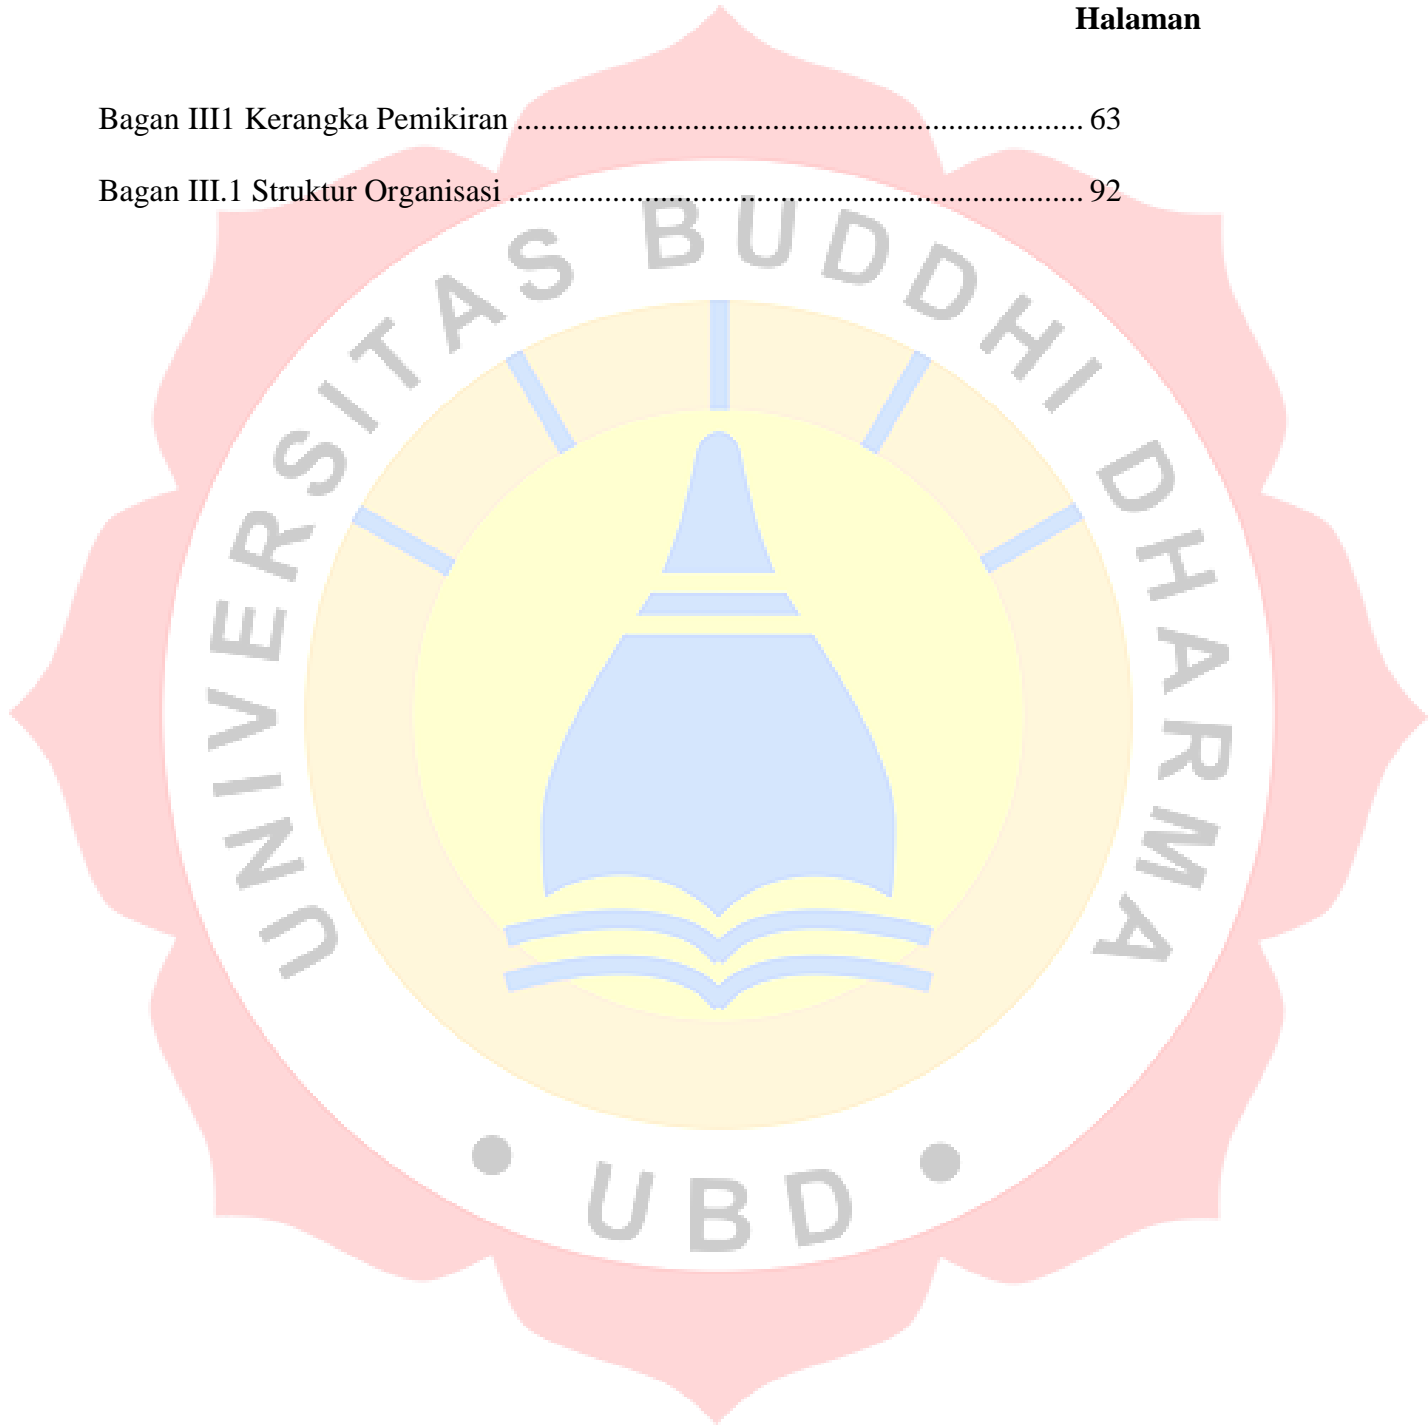 Halaman
Bagan III1 Kerangka Pemikiran ....................................................................... 63
Bagan III.1 Struktur Organisasi ........................................................................ 92
UNIVERSITAS BUDDHI DHARMA
• UBD •